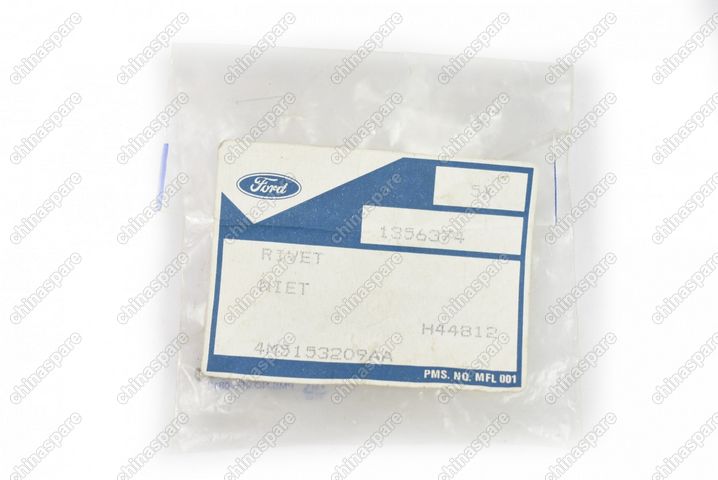 Ford
5X
1356374
RIVET
NIET
H44812
4M5153209AA
PMS. NO. MFL 001
chinaspare